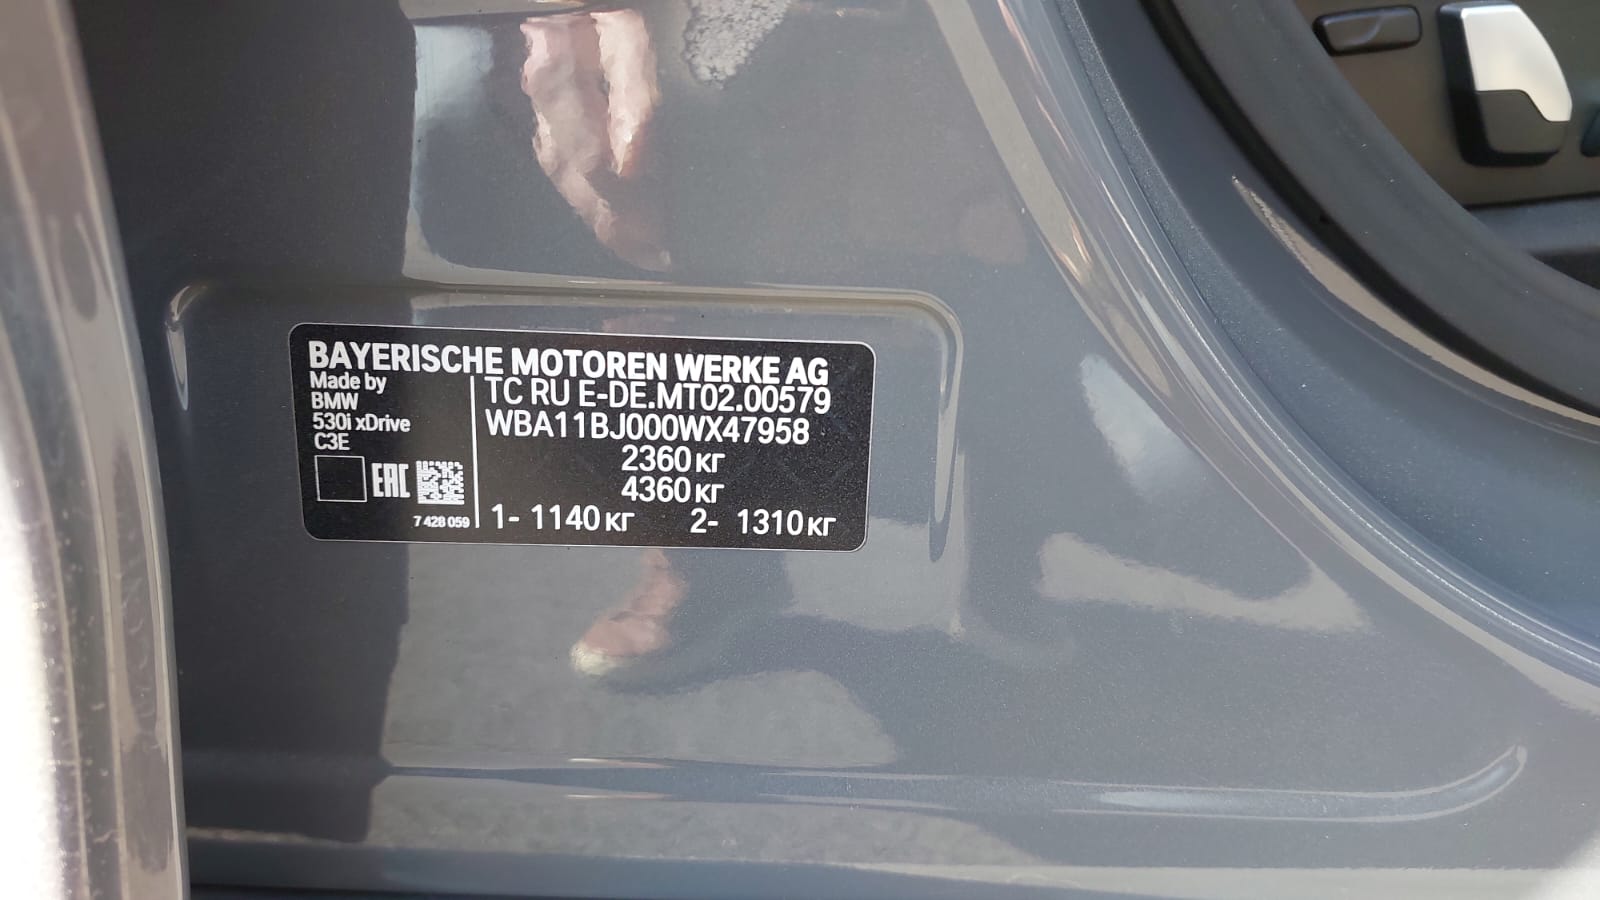 BAYERISCHE MOTOREN WERKE AG
Made by
BMW
530i xDrive
C3E
EAC
7 428 059
TC RU E-DE.MT02.00579
WBA11BJ000WX47958
2360 кг
4360 кг
1- 1140 кг 2- 1310 кг